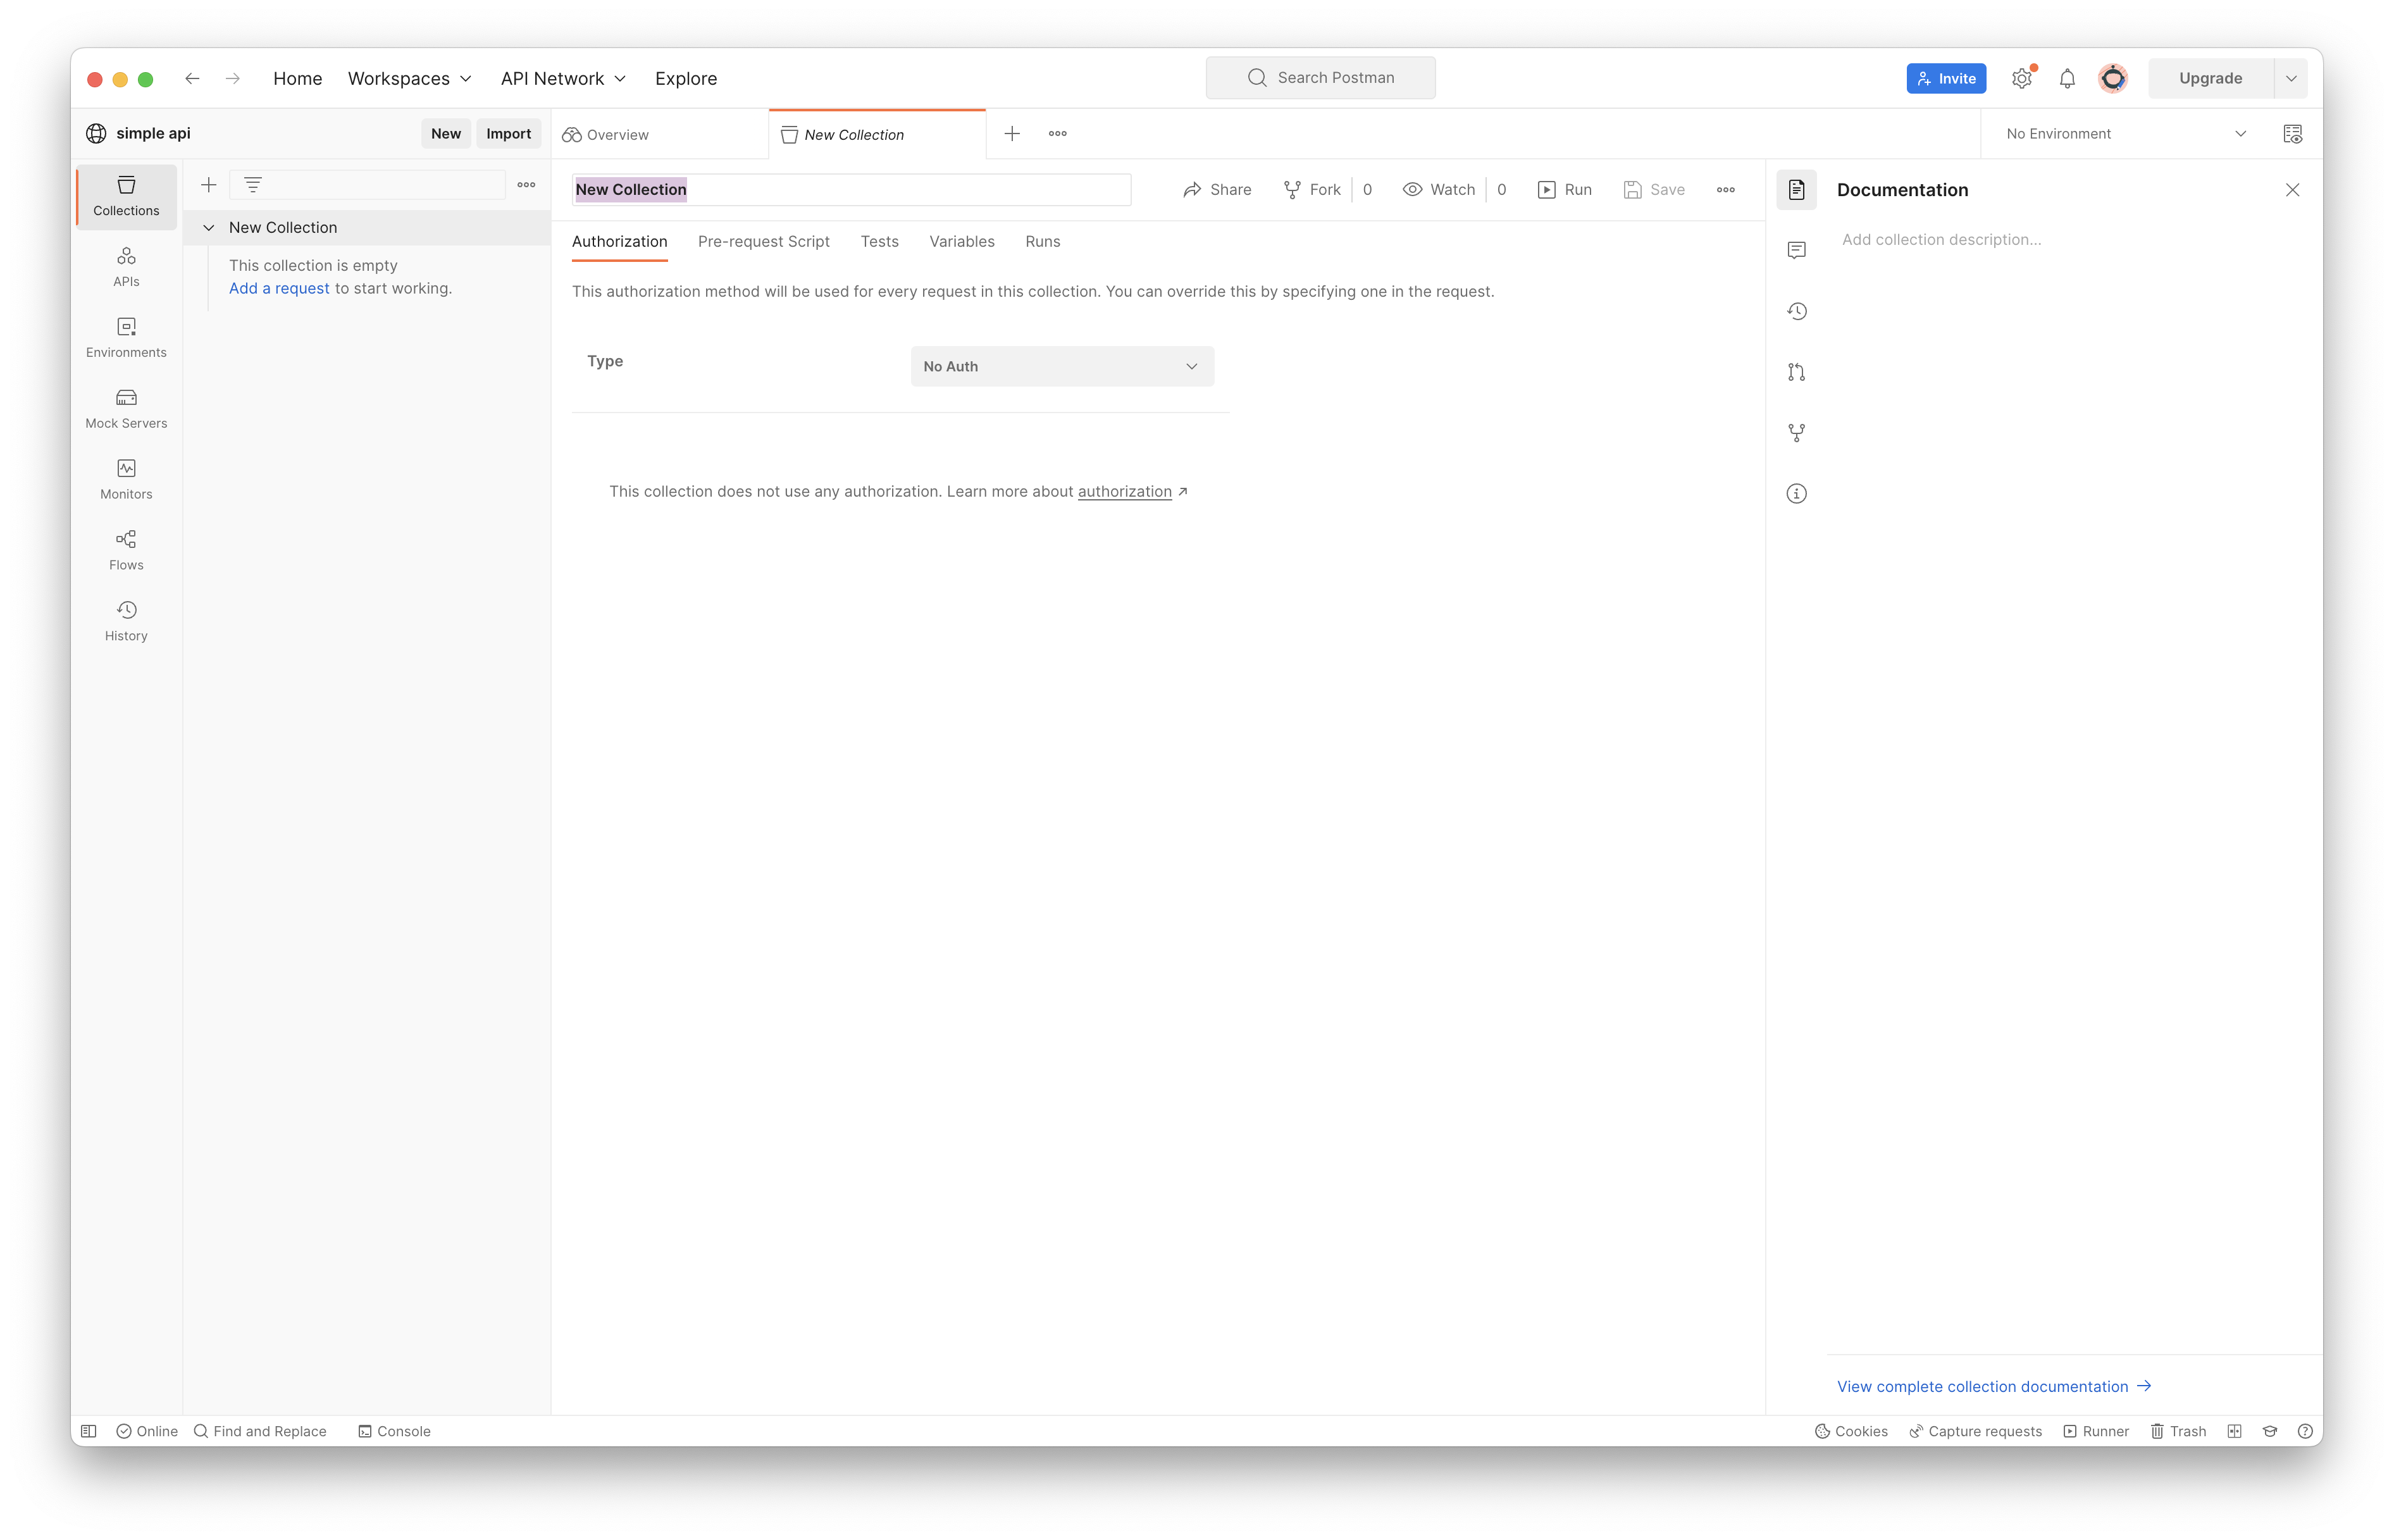 Home Workspaces API Network Explore Search Postman Invite Upgrade
simple api New Import Overview New Collection No Environment
Collections
APIs
Environments
Mock Servers
Monitors
Flows
History
New Collection
This collection is empty
Add a request to start working.
New Collection Share Fork 0 Watch 0 Run Save
Authorization Pre-request Script Tests Variables Runs
This authorization method will be used for every request in this collection. You can override this by specifying one in the request.
Type No Auth
This collection does not use any authorization. Learn more about authorization ↗
Documentation
Add collection description...
View complete collection documentation →
Online Find and Replace Console Cookies Capture requests Runner Trash